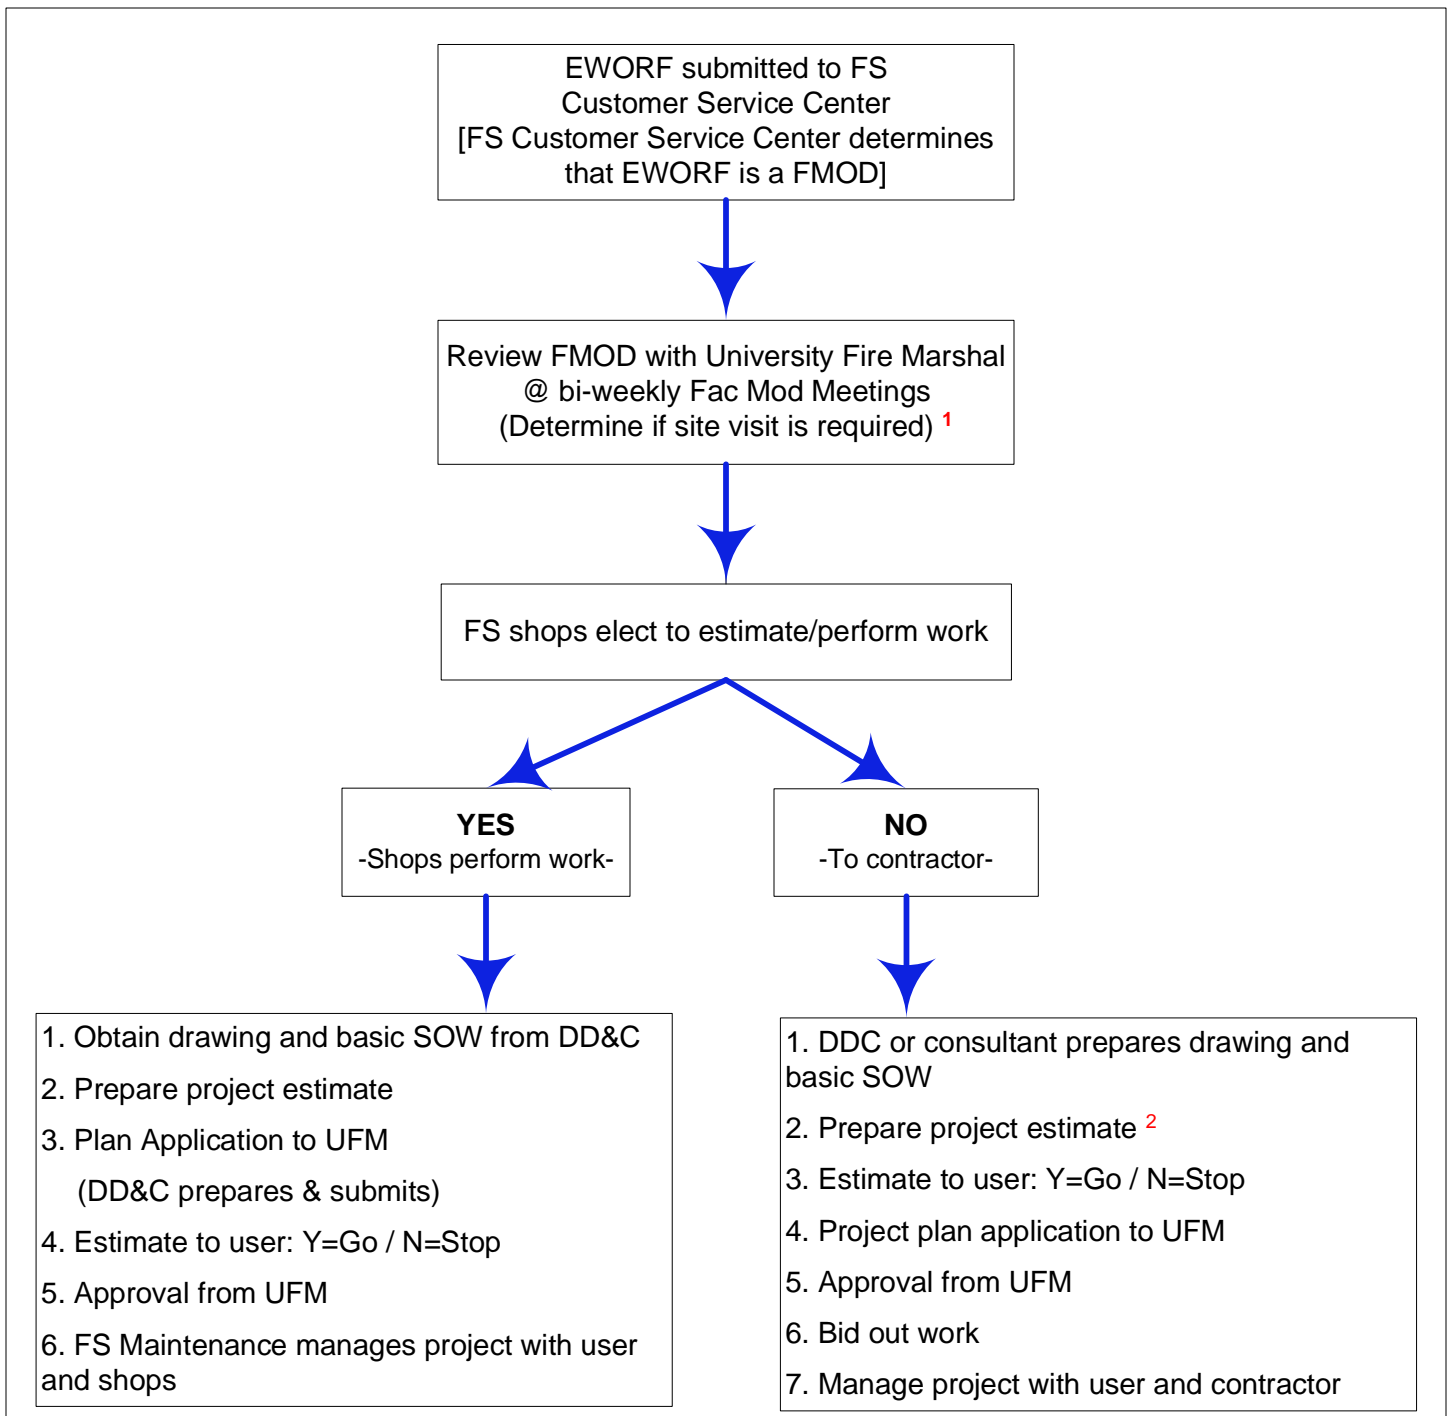 EWORF submitted to FS
Customer Service Center
[FS Customer Service Center determines
that EWORF is a FMOD]
Review FMOD with University Fire Marshal
@ bi-weekly Fac Mod Meetings
(Determine if site visit is required) 1
FS shops elect to estimate/perform work
YES
-Shops perform work-
NO
-To contractor-
1. Obtain drawing and basic SOW from DD&C
2. Prepare project estimate
3. Plan Application to UFM
(DD&C prepares & submits)
4. Estimate to user: Y=Go / N=Stop
5. Approval from UFM
6. FS Maintenance manages project with user
and shops
1. DDC or consultant prepares drawing and
basic SOW
2. Prepare project estimate 2
3. Estimate to user: Y=Go / N=Stop
4. Project plan application to UFM
5. Approval from UFM
6. Bid out work
7. Manage project with user and contractor